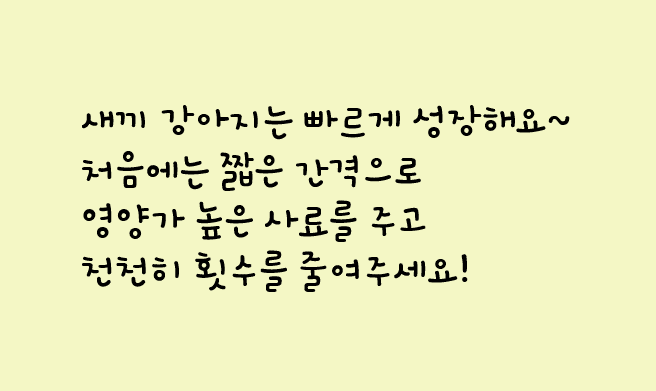 새끼 강아지는 빠르게 성장해요~
처음에는 짧은 간격으로
영양가 높은 사료를 주고
천천히 횟수를 줄여주세요!